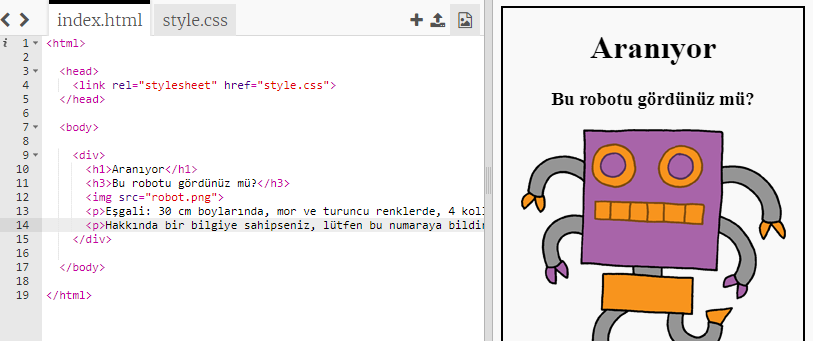 index.html style.css
i 1 <html>
2
3 <head>
4 <link rel="stylesheet" href="style.css">
5 </head>
6
7 <body>
8
9 <div>
10 <h1>Aranıyor</h1>
11 <h3>Bu robotu gördünüz mü?</h3>
12 <img src="robot.png">
13 <p>Eşgali: 30 cm boylarında, mor ve turuncu renklerde, 4 koll
14 <p>Hakkında bir bilgiye sahipseniz, lütfen bu numaraya bildir
15 </div>
16
17 </body>
18
19 </html>
Aranıyor
Bu robotu gördünüz mü?